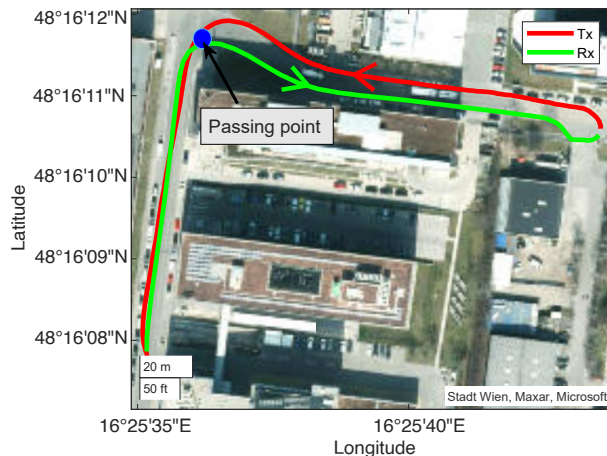 48°16'12"N
48°16'11"N
48°16'10"N
48°16'09"N
48°16'08"N
Latitude
Tx
Rx
Passing point
20 m
50 ft
Stadt Wien, Maxar, Microsoft
16°25'35"E
16°25'40"E
Longitude